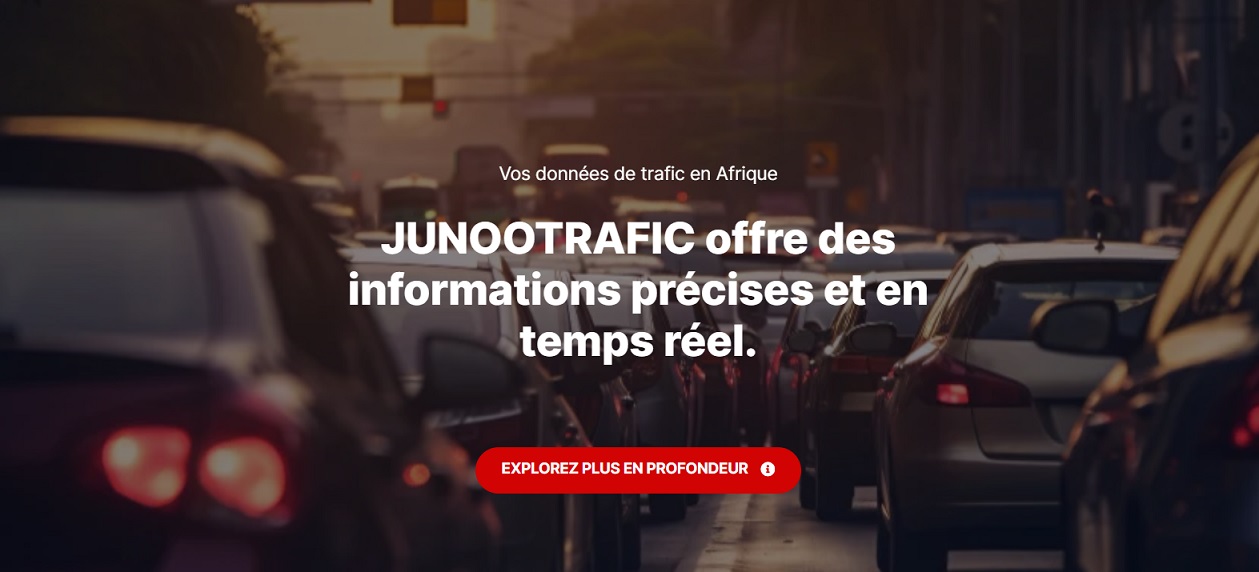 Vos données de trafic en Afrique
JUNOOTRAFIC offre des
informations précises et en
temps réel.
EXPLOREZ PLUS EN PROFONDEUR